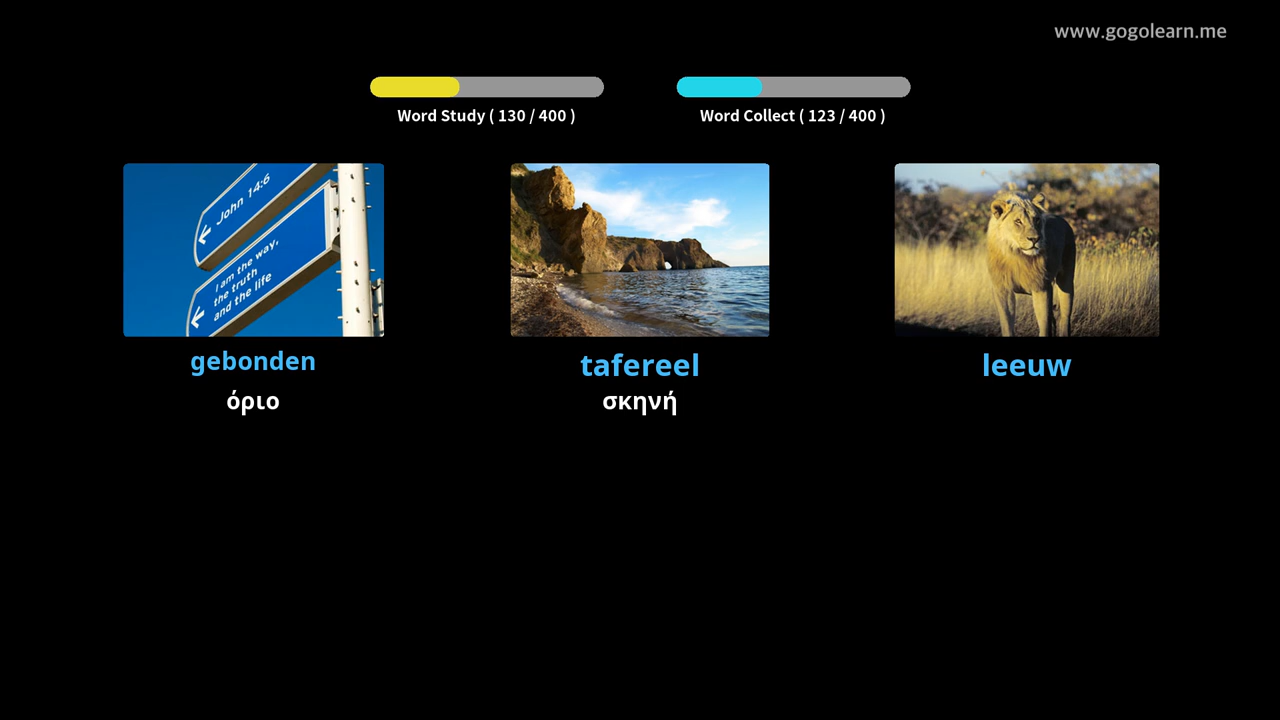 www.gogolearn.me
Word Study ( 130 / 400 )
Word Collect ( 123 / 400 )
John 14:6
I am the way,
the truth
and the life
gebonden
tafereel
leeuw
όριο
σκηνή